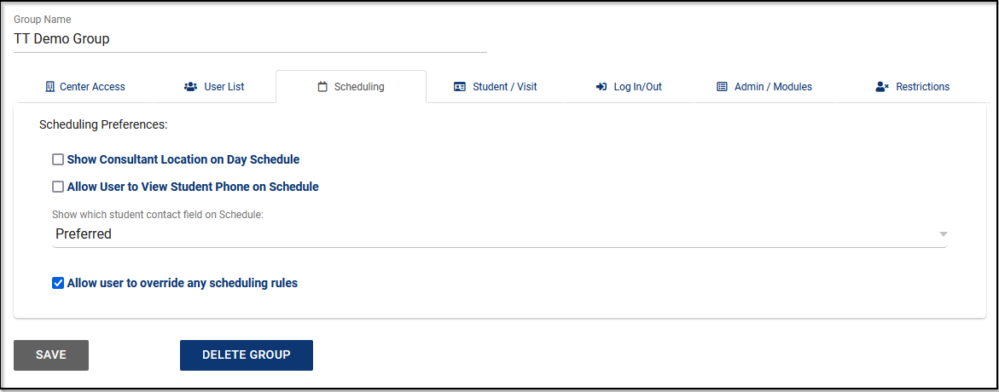 Group Name
TT Demo Group
Center Access User List Scheduling Student / Visit Log In/Out Admin / Modules Restrictions
Scheduling Preferences:
Show Consultant Location on Day Schedule
Allow User to View Student Phone on Schedule
Show which student contact field on Schedule:
Preferred
Allow user to override any scheduling rules
SAVE DELETE GROUP